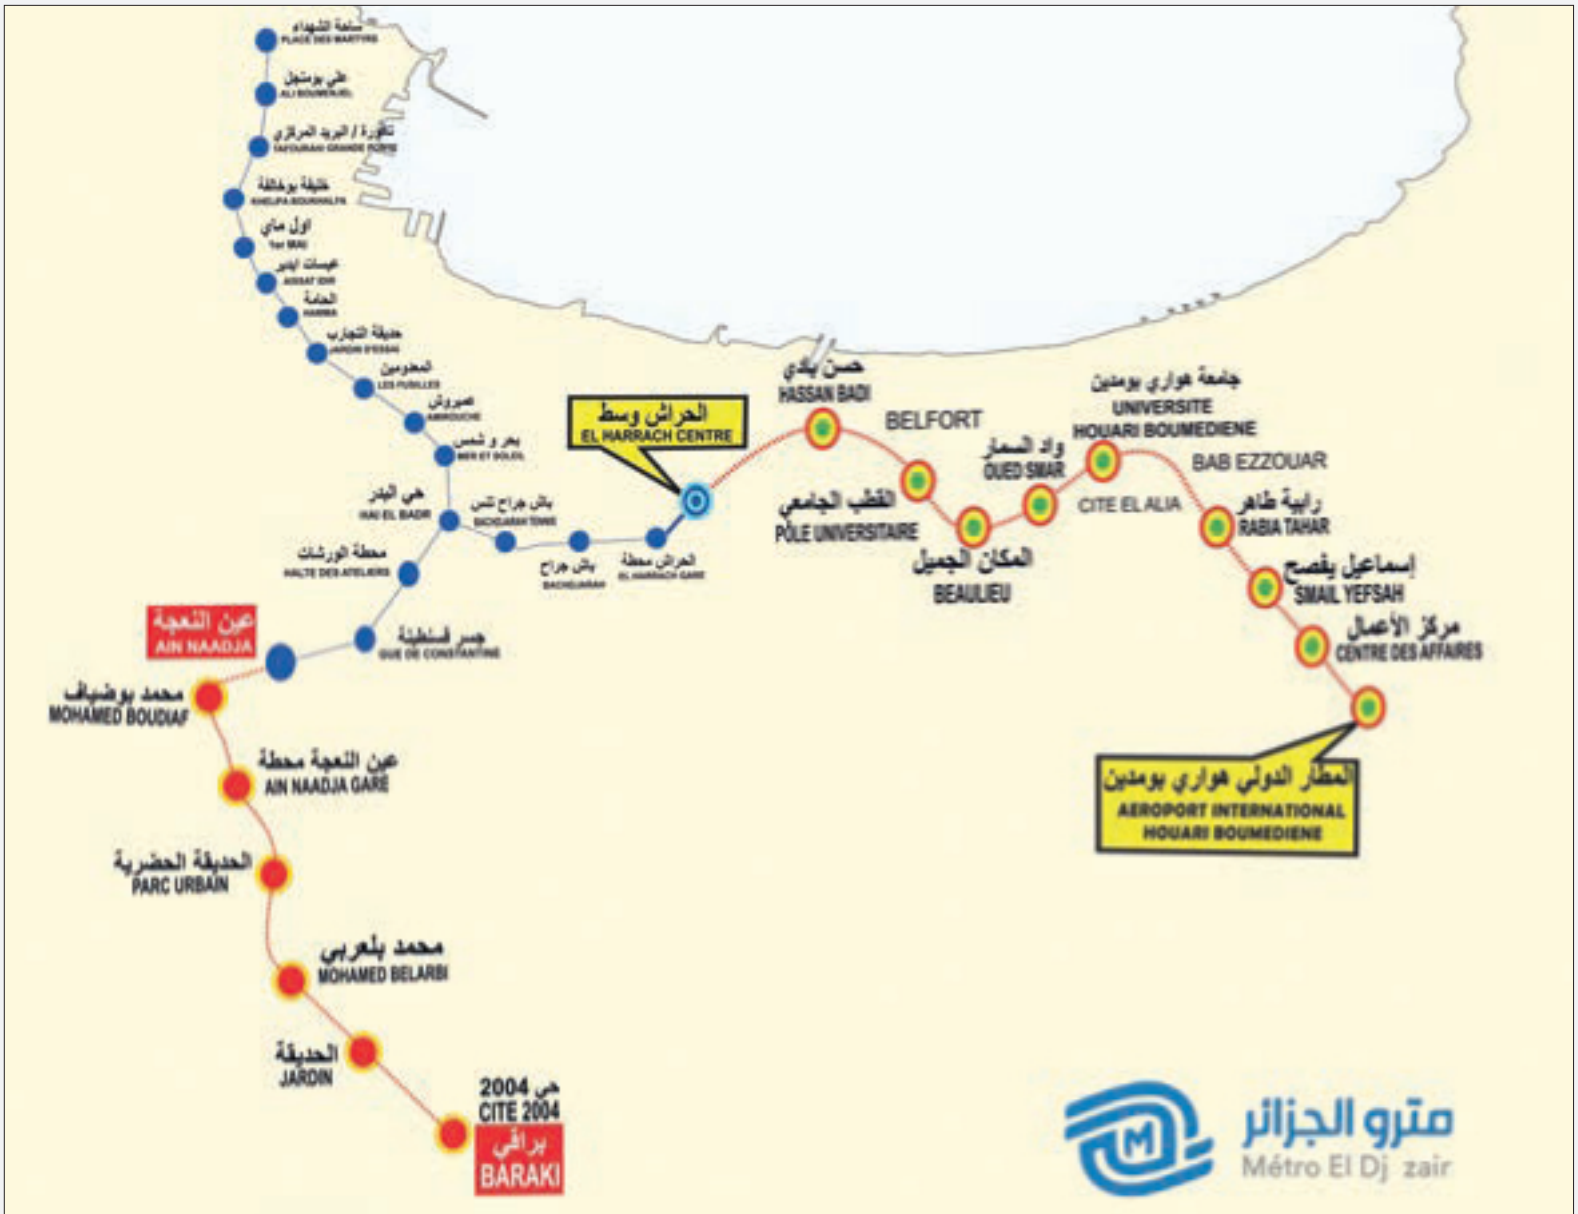 ساحة الشهداء
PLACE DES MARTYRS
علي بومنجل
ALI BOUMENJEL
تافورة / البريد المركزي
TAFOURAH GRANDE POSTE
خليفة بوخالفة
KHELIFA BOUKHALFA
اول ماي
1er MAI
عيسات ايدير
AISSAT IDIR
الحامة
HAMMA
حديقة التجارب
JARDIN D'ESSAI
المعدومين
LES FUSILLES
عميروش
AMIROUCHE
بحر و شمس
MER ET SOLEIL
حي البدر
HAI EL BADR
باش جراح تنس
BACHDJARAH TENNIS
باش جراح
BACHDJARAH
الحراش محطة
EL HARRACH GARE
الحراش وسط
EL HARRACH CENTRE
حسن بادي
HASSAN BADI
BELFORT
القطب الجامعي
PÔLE UNIVERSITAIRE
المكان الجميل
BEAULIEU
واد السمار
OUED SMAR
جامعة هواري بومدين
UNIVERSITE
HOUARI BOUMEDIENE
CITE EL ALIA
BAB EZZOUAR
رابية طاهر
RABIA TAHAR
إسماعيل يفصح
SMAIL YEFSAH
مركز الأعمال
CENTRE DES AFFAIRES
المطار الدولي هواري بومدين
AEROPORT INTERNATIONAL
HOUARI BOUMEDIENE
محطة الورشات
HALTE DES ATELIERS
جسر قسنطينة
GUE DE CONSTANTINE
عين النعجة
AIN NAADJA
محمد بوضياف
MOHAMED BOUDIAF
عين النعجة محطة
AIN NAADJA GARE
الحديقة الحضرية
PARC URBAIN
محمد بلعربي
MOHAMED BELARBI
الحديقة
JARDIN
حي 2004
CITE 2004
براقي
BARAKI
M
مترو الجزائر
Métro El Dj zair